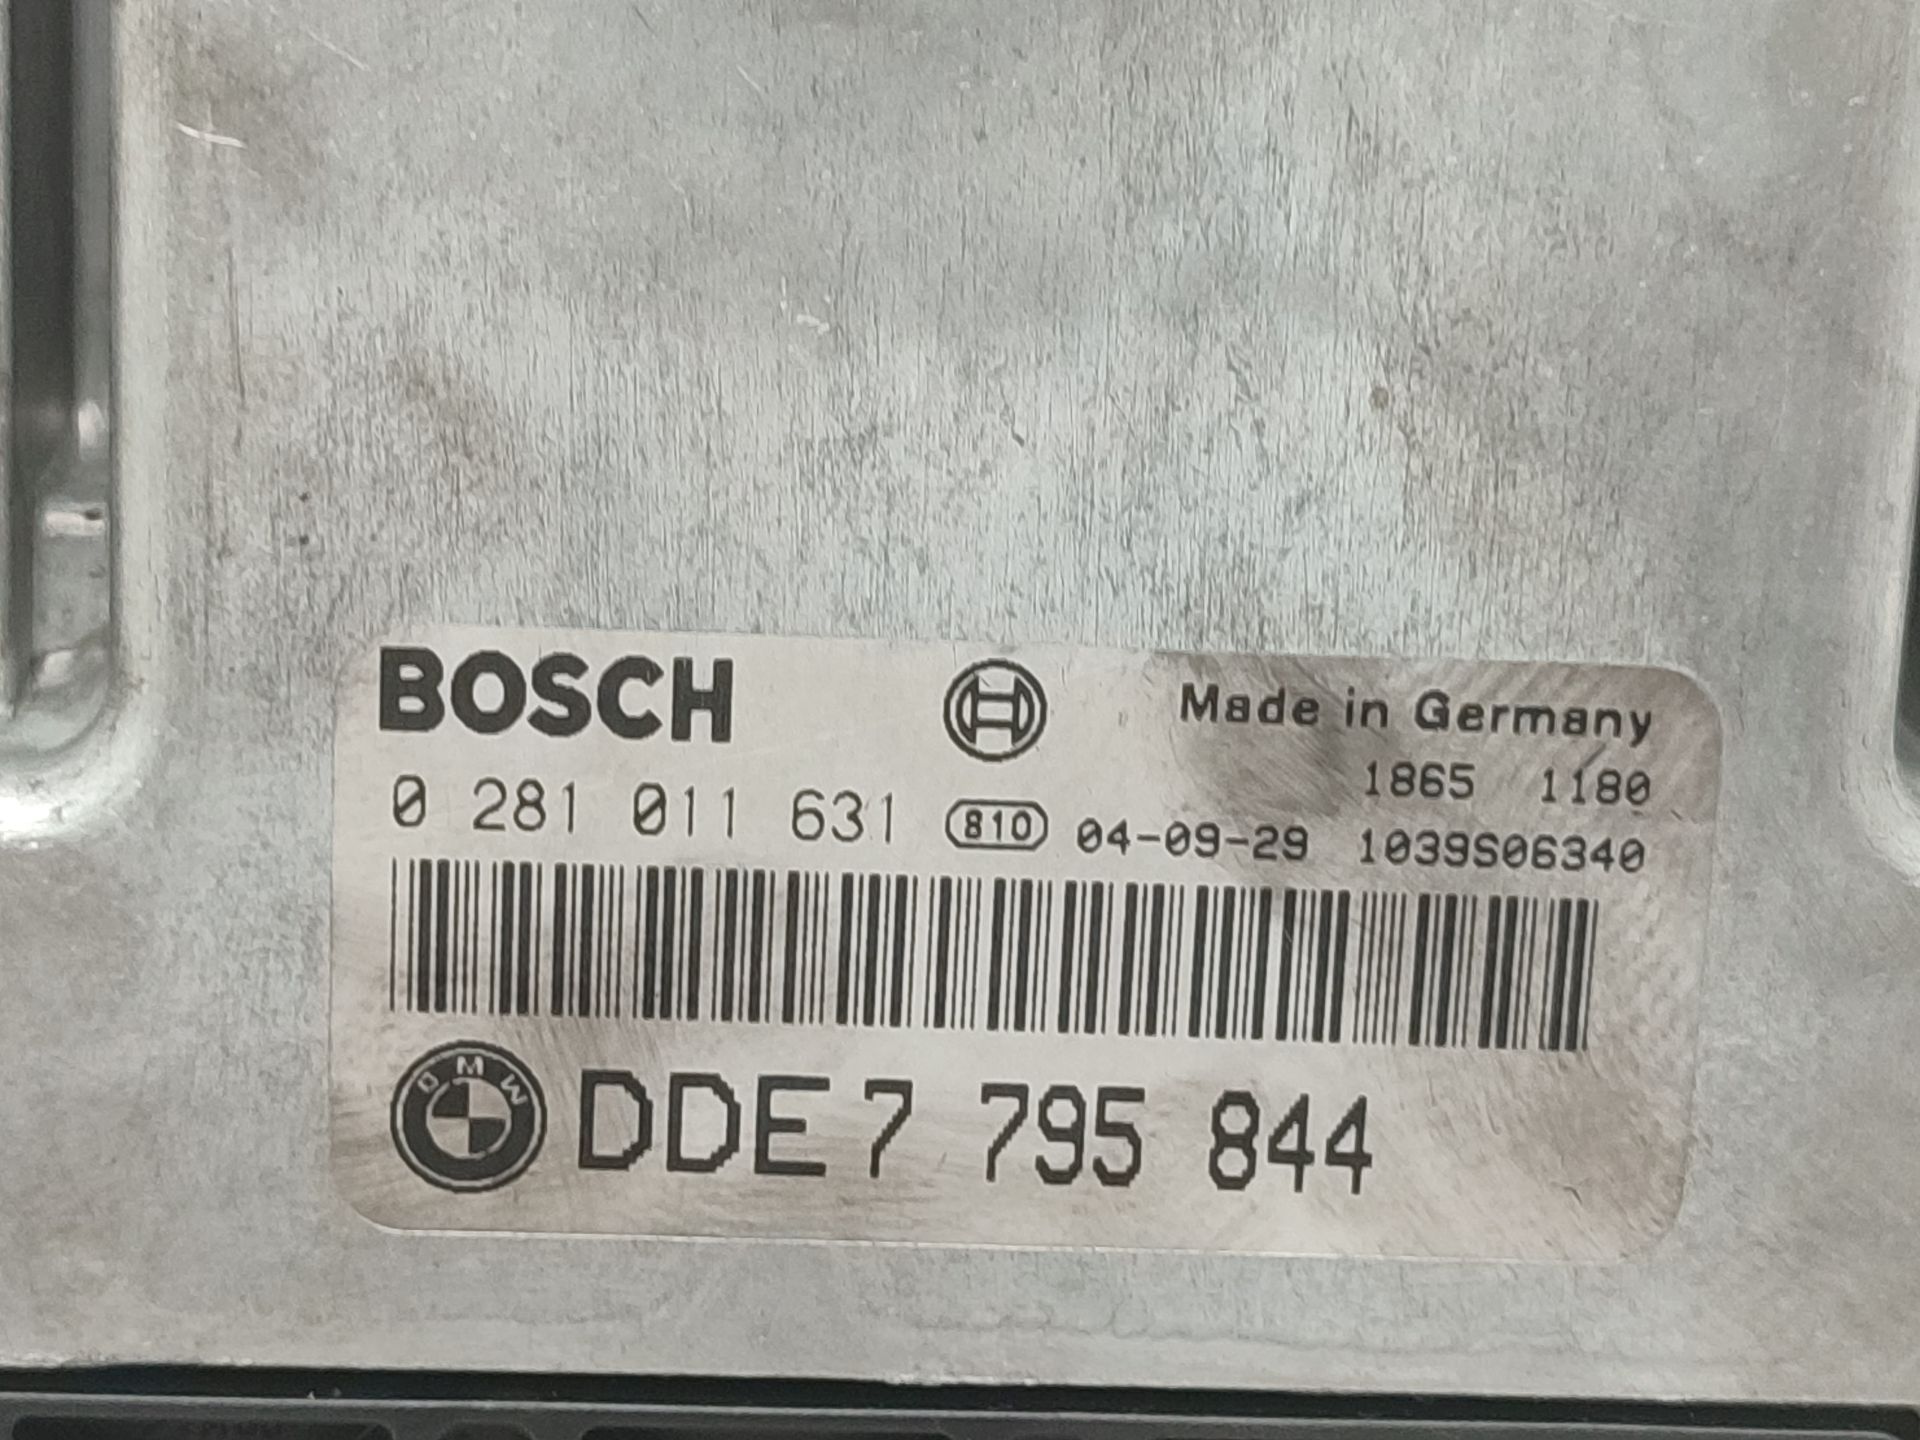 BOSCH
Made in Germany
1865 1180
0 281 011 631 810 04-09-29 1039S06340
BMW DDE 7 795 844